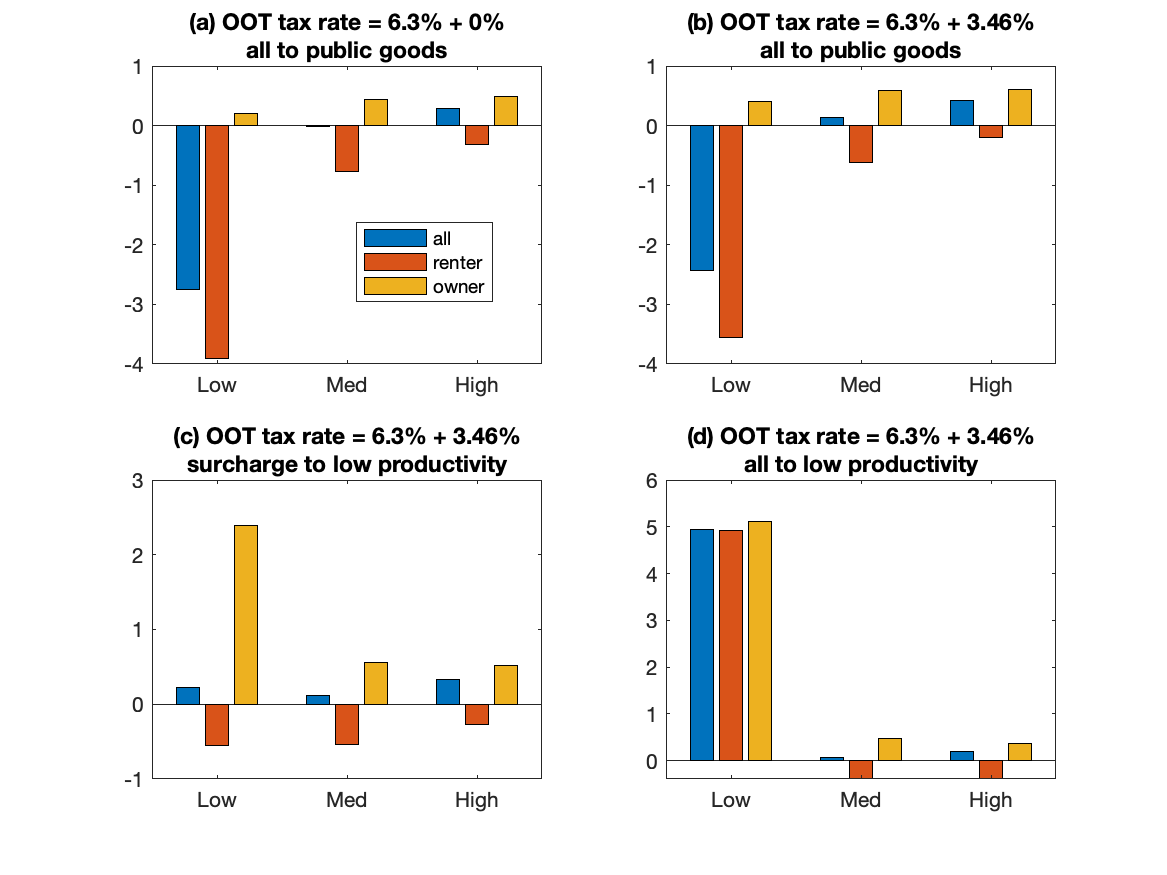 (a) OOT tax rate = 6.3% + 0%
all to public goods
1
0
-1
-2
-3
-4
Low
Med
High
all
renter
owner
(b) OOT tax rate = 6.3% + 3.46%
all to public goods
1
0
-1
-2
-3
-4
Low
Med
High
(c) OOT tax rate = 6.3% + 3.46%
surcharge to low productivity
3
2
1
0
-1
Low
Med
High
(d) OOT tax rate = 6.3% + 3.46%
all to low productivity
6
5
4
3
2
1
0
Low
Med
High